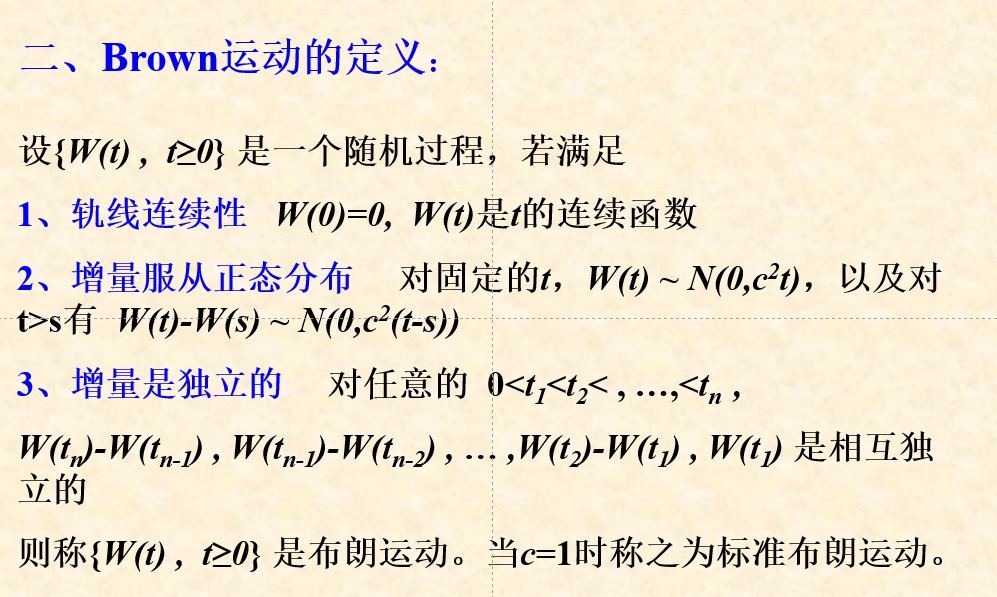 二、Brown运动的定义:
设{W(t) , t≥0} 是一个随机过程，若满足
1、轨线连续性 W(0)=0, W(t)是t的连续函数
2、增量服从正态分布 对固定的t，W(t) ~ N(0,c²t)，以及对
t>s有 W(t)-W(s) ~ N(0,c²(t-s))
3、增量是独立的 对任意的 0<t₁<t₂< , …,<tₙ ,
W(tₙ)-W(tₙ₋₁) , W(tₙ₋₁)-W(tₙ₋₂) , … ,W(t₂)-W(t₁) , W(t₁) 是相互独
立的
则称{W(t) , t≥0} 是布朗运动。当c=1时称之为标准布朗运动。